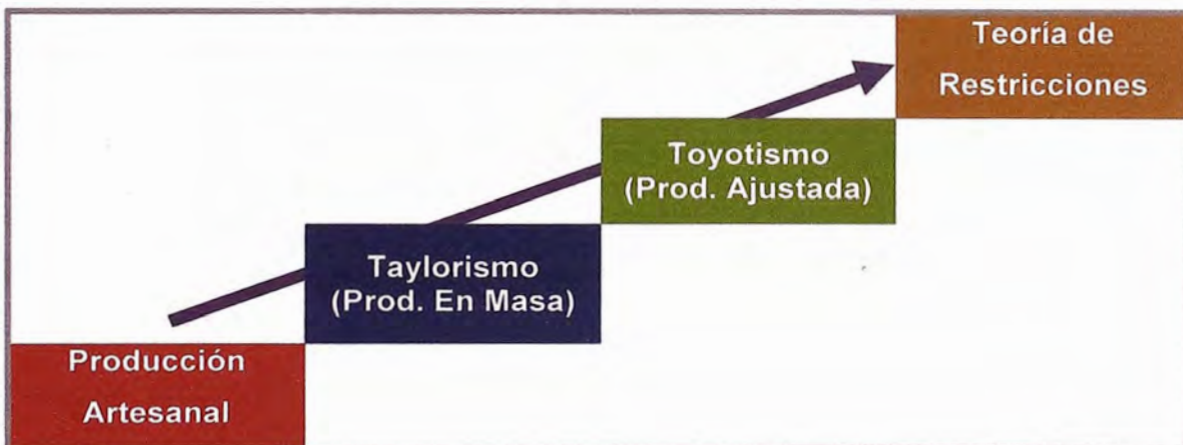 Producción
Artesanal
Taylorismo
(Prod. En Masa)
Toyotismo
(Prod. Ajustada)
Teoría de
Restricciones